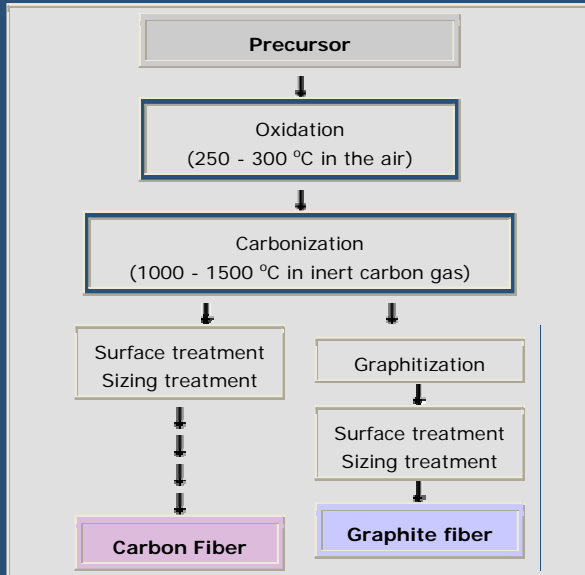 Precursor
Oxidation
(250 - 300 °C in the air)
Carbonization
(1000 - 1500 °C in inert carbon gas)
Surface treatment
Sizing treatment
Graphitization
Surface treatment
Sizing treatment
Carbon Fiber
Graphite fiber